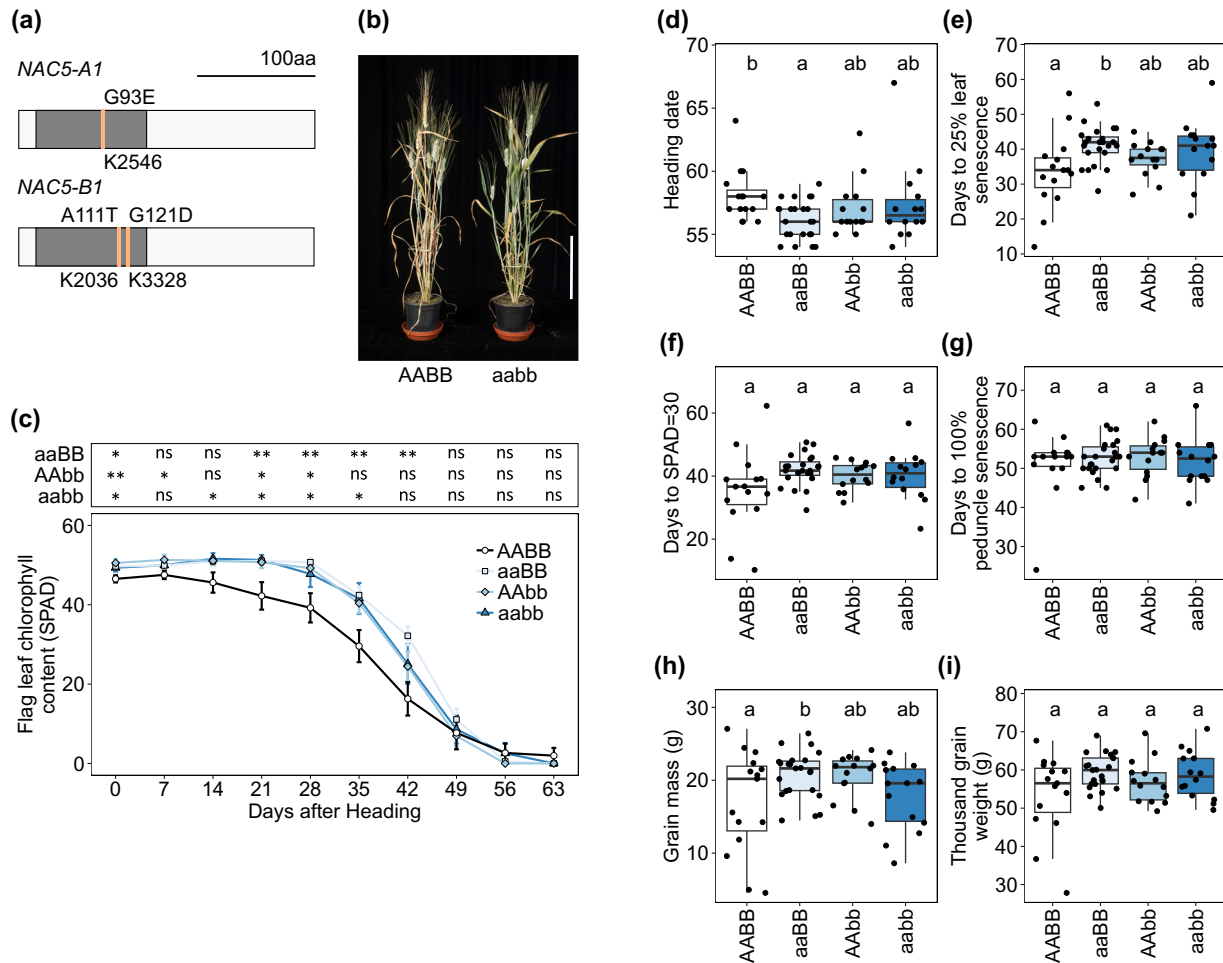 (a)
100aa
NAC5-A1
G93E
K2546
NAC5-B1
A111T G121D
K2036 K3328
(b)
AABB aabb
(c)
aaBB * ns ns ** ** ** ** ns ns ns
AAbb ** * ns * * ns ns ns ns ns
aabb * ns * * * * ns ns ns ns
Flag leaf chlorophyll
content (SPAD)
60
40
20
0
AABB
aaBB
AAbb
aabb
0 7 14 21 28 35 42 49 56 63
Days after Heading
(d)
Heading date
70
65
60
55
b a ab ab
AABB aaBB AAbb aabb
(e)
Days to 25% leaf
senescence
70
60
50
40
30
20
10
a b ab ab
AABB aaBB AAbb aabb
(f)
Days to SPAD=30
60
40
20
a a a a
AABB aaBB AAbb aabb
(g)
Days to 100%
peduncle senescence
70
60
50
40
30
a a a a
AABB aaBB AAbb aabb
(h)
Grain mass (g)
30
20
10
a b ab ab
AABB aaBB AAbb aabb
(i)
Thousand grain
weight (g)
80
70
60
50
40
30
a a a a
AABB aaBB AAbb aabb